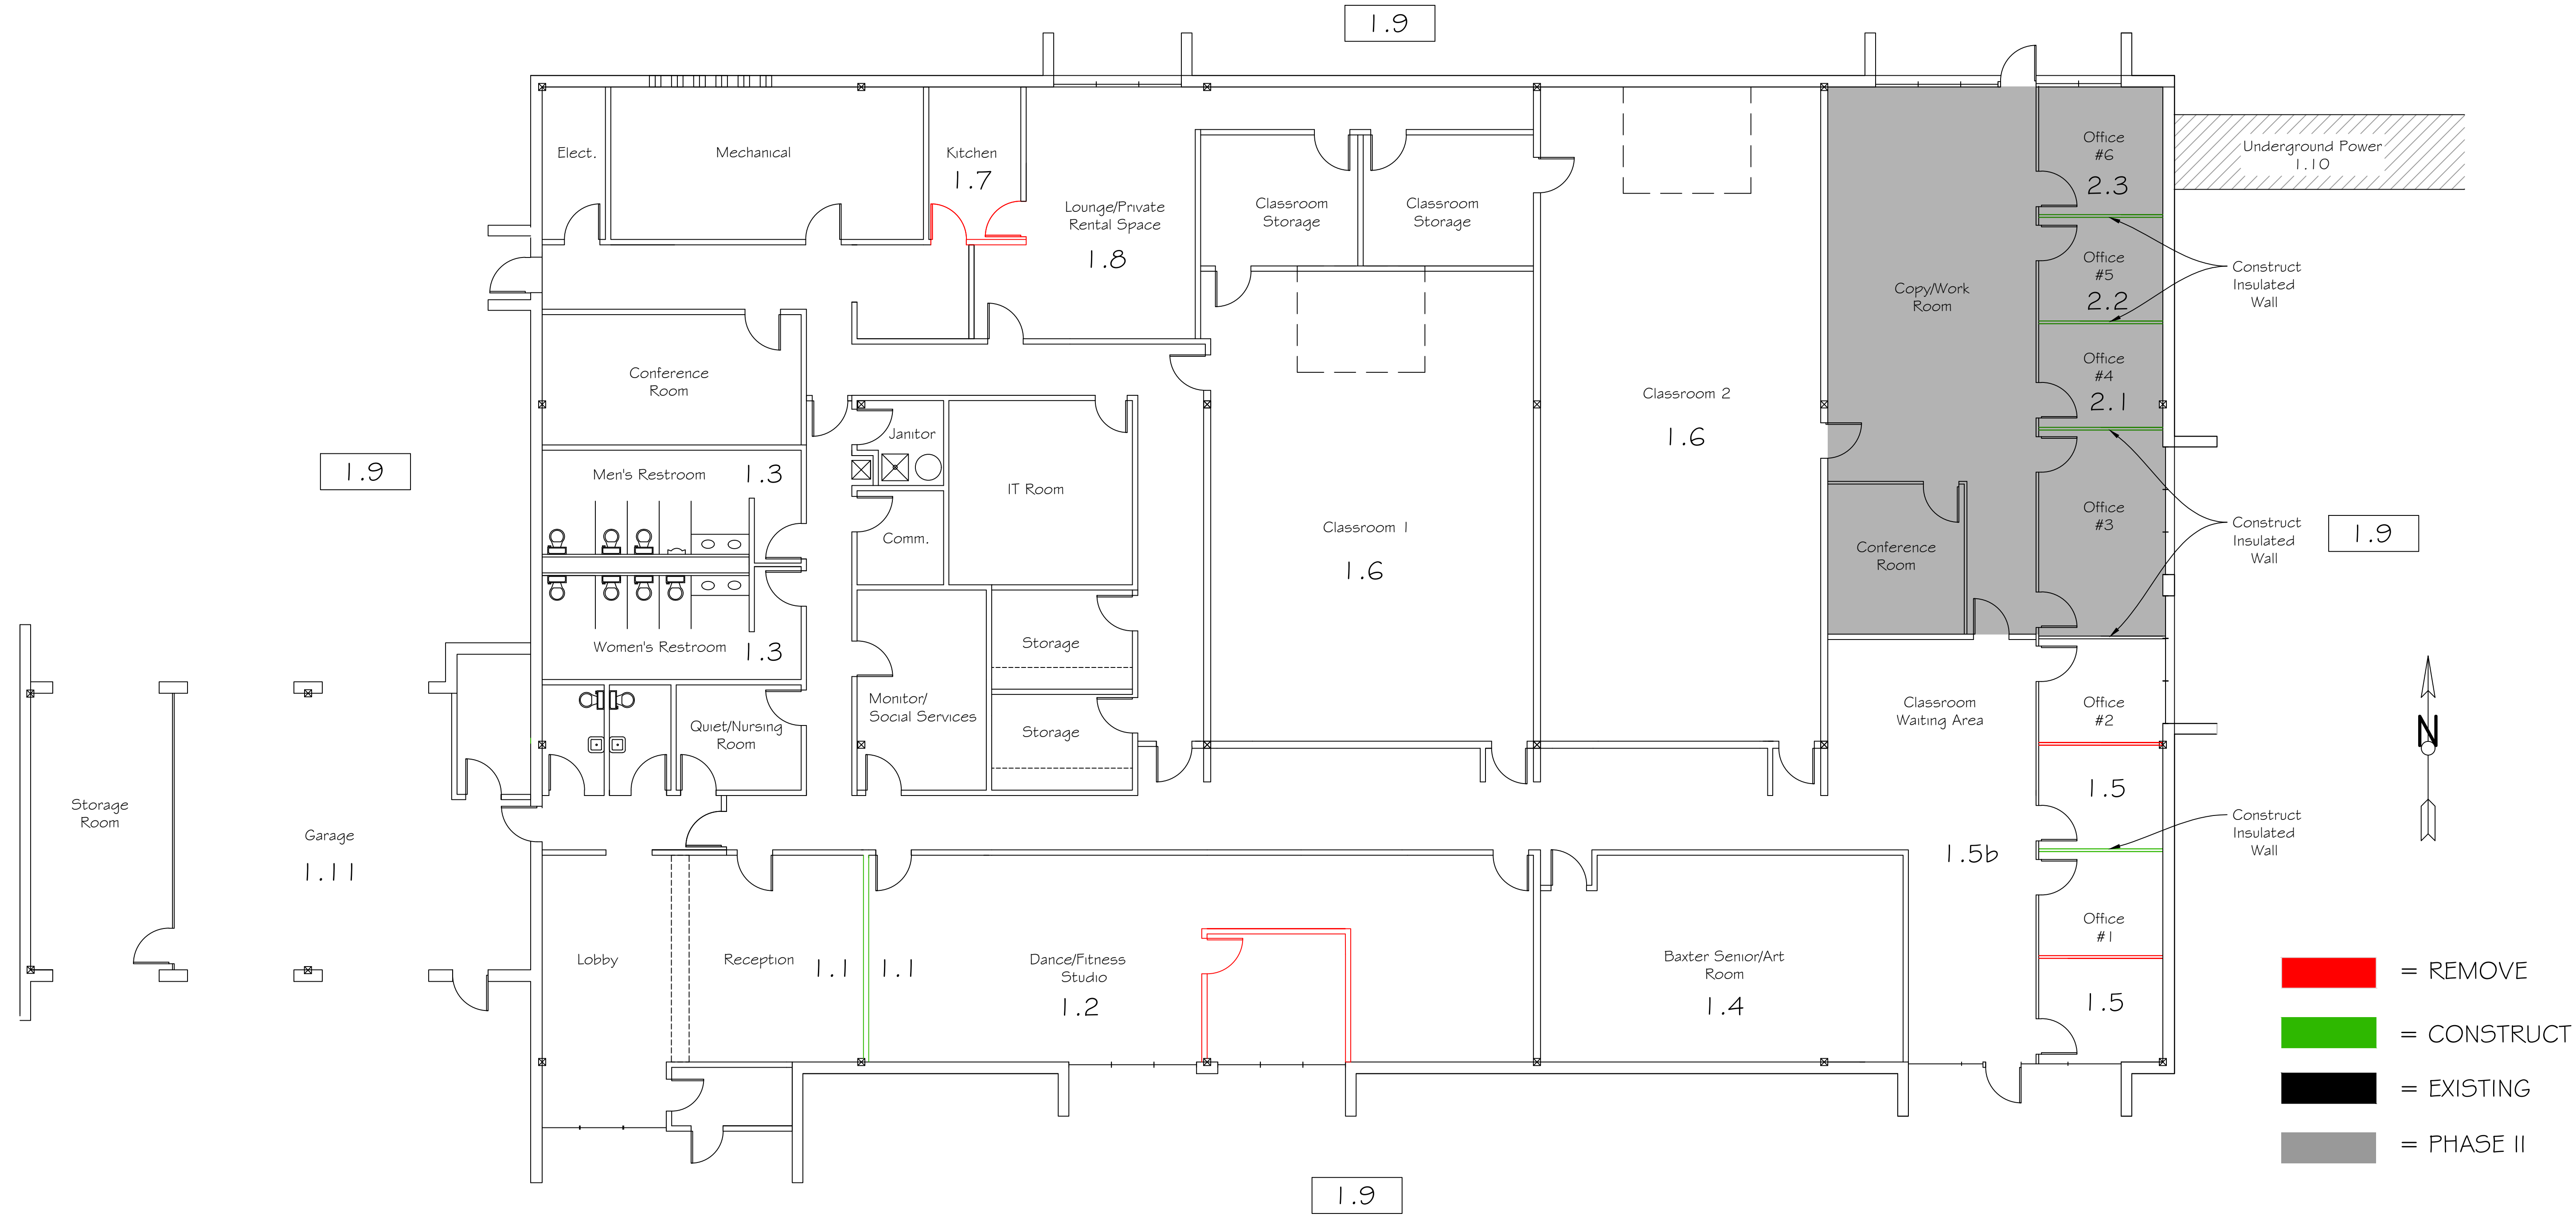 1.9
Elect.
Mechanical
Kitchen
1.7
Lounge/Private
Rental Space
1.8
Classroom
Storage
Classroom
Storage
Office
#6
2.3
Underground Power
1.10
Office
#5
2.2
Construct
Insulated
Wall
Copy/Work
Room
Conference
Room
Classroom 2
1.6
Office
#4
2.1
Janitor
1.9
Men's Restroom
1.3
IT Room
Comm.
Classroom 1
1.6
Conference
Room
Office
#3
Construct
Insulated
Wall
1.9
Women's Restroom
1.3
Storage
Monitor/
Social Services
Quiet/Nursing
Room
Storage
Classroom
Waiting Area
Office
#2
N
1.5
Storage
Room
Garage
1.11
Construct
Insulated
Wall
1.5b
Office
#1
Lobby
Reception
1.1
1.1
Dance/Fitness
Studio
1.2
Baxter Senior/Art
Room
1.4
1.5
= REMOVE
= CONSTRUCT
= EXISTING
= PHASE II
1.9